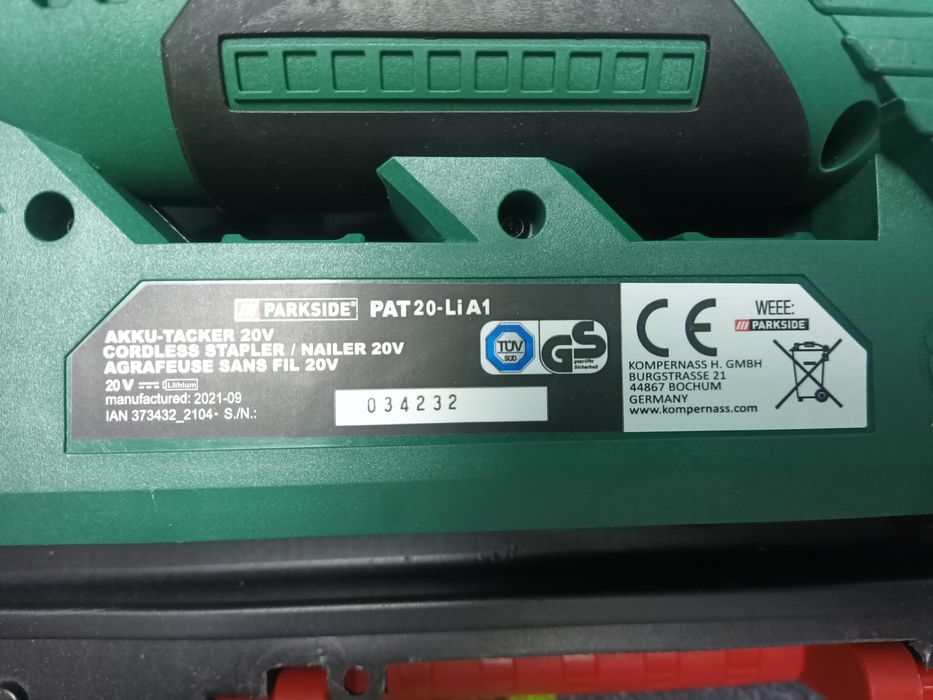 PARKSIDE® PAT 20-Li A1
AKKU-TACKER 20V
CORDLESS STAPLER / NAILER 20V
AGRAFEUSE SANS FIL 20V
20 V Lithium
manufactured: 2021-09
IAN 373432_2104 · S./N.:
034232
TÜV
SÜD
GS
geprüfte
Sicherheit
CE
WEEE:
PARKSIDE
KOMPERNASS H. GMBH
BURGSTRASSE 21
44867 BOCHUM
GERMANY
www.kompernass.com